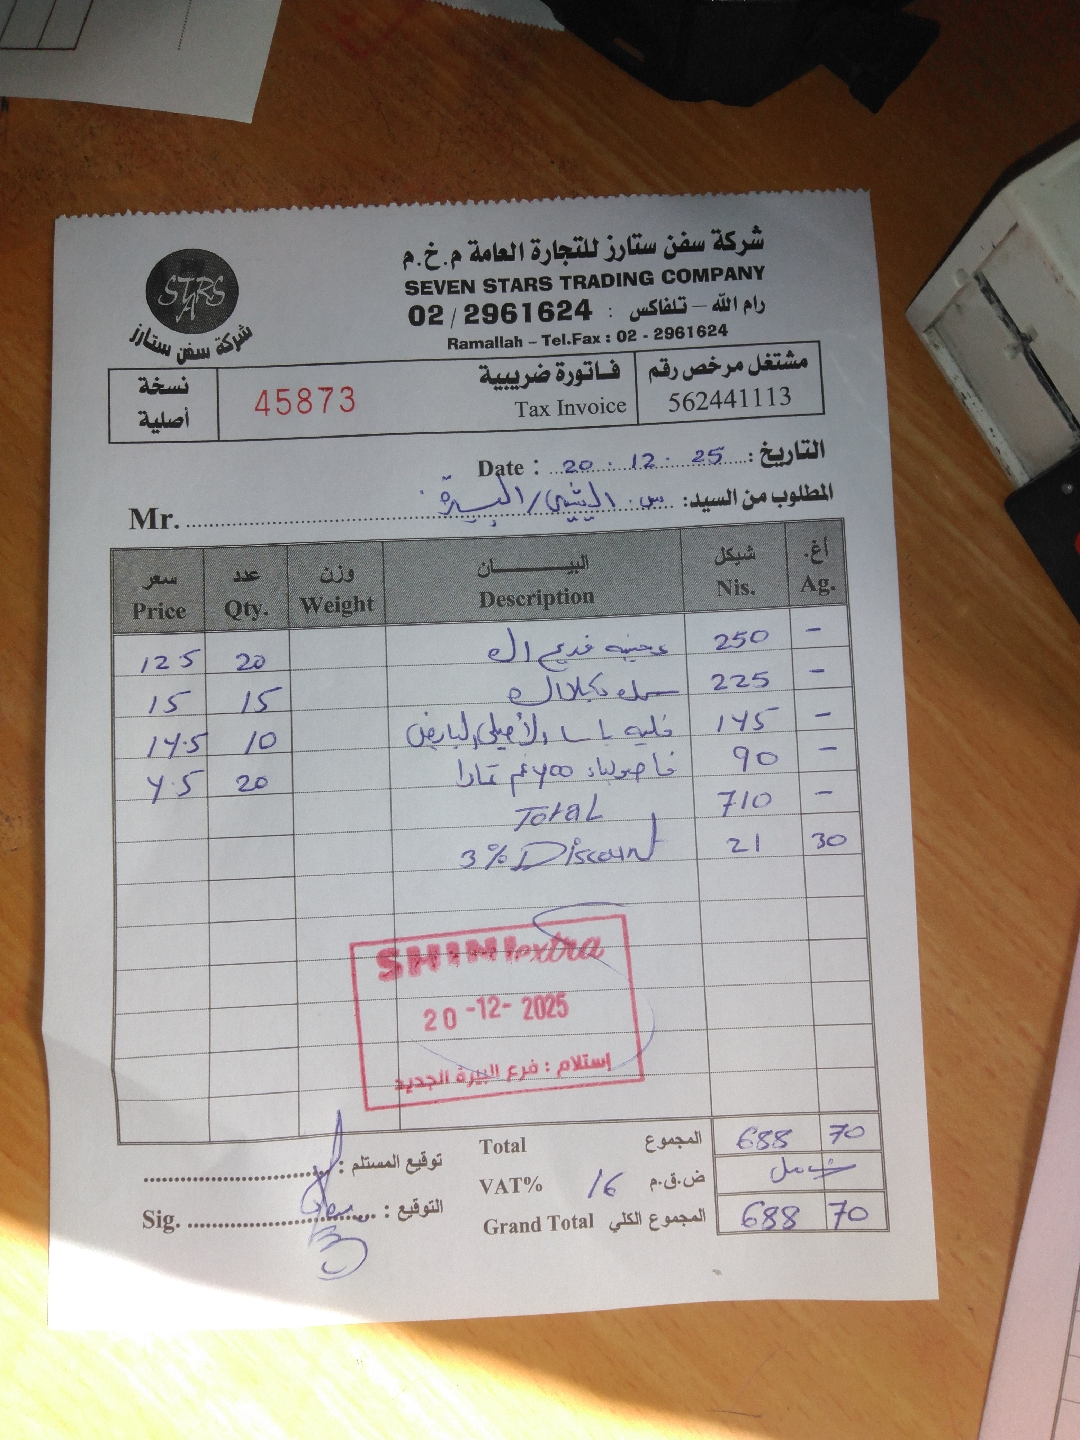 شركة سفن ستارز للتجارة العامة م.خ.م
SEVEN STARS TRADING COMPANY
رام الله - تلفاكس : 02/2961624
Ramallah - Tel.Fax : 02 - 2961624
STARS
شركة سفن ستارز
مشتغل مرخص رقم
562441113
فاتورة ضريبية
Tax Invoice
45873
نسخة
أصلية
التاريخ: 20.12.25 Date :
المطلوب من السيد: س. الشني/البيرة Mr.
أغ. شيكل البيـــان وزن عدد سعر
Ag. Nis. Description Weight Qty. Price
- 250 20 12.5
- 225 15 15
- 145 10 14.5
- 90 20 4.5
- 710 Total
30 21 3% Discount
SHINI extra
20 -12- 2025
إستلام : فرع البيرة الجديد
Total المجموع 688 70
VAT% 16 ض.ق.م شامل
Grand Total المجموع الكلي 688 70
توقيع المستلم :
التوقيع : Sig.